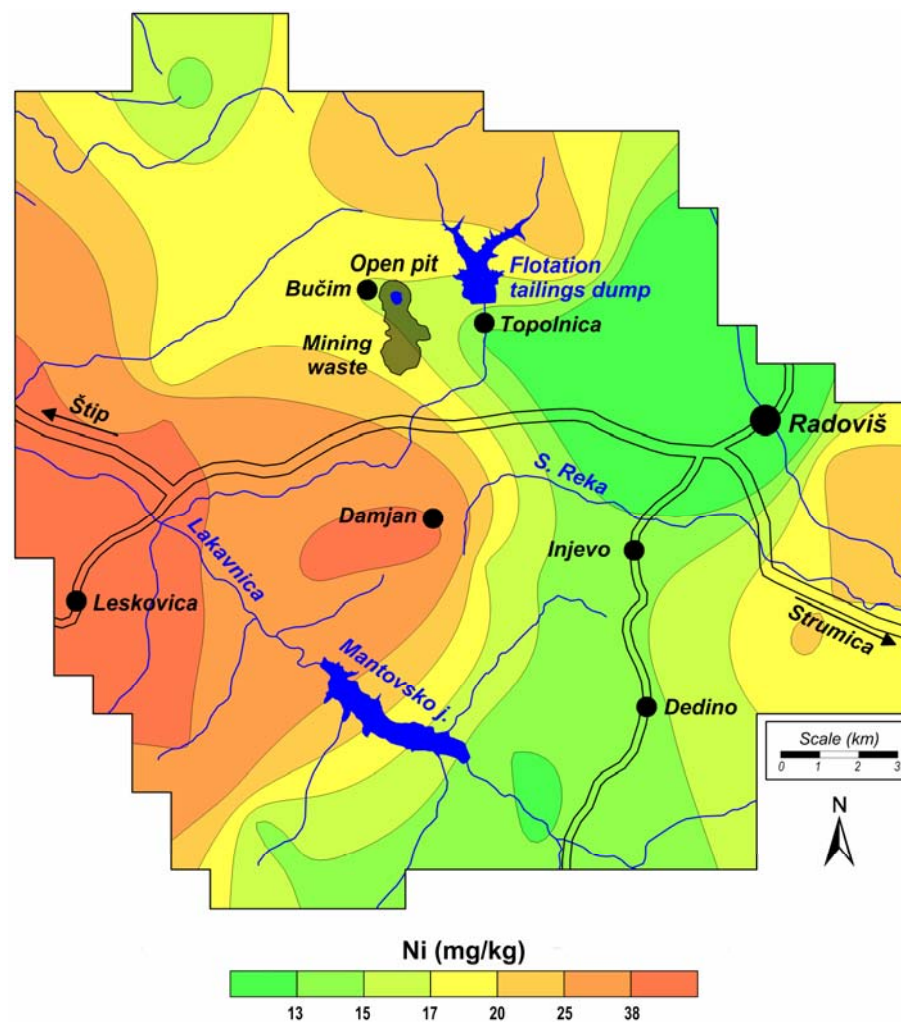 Open pit
Bučim
Flotation
tailings dump
Topolnica
Mining
waste
Štip
Radoviš
S. Reka
Damjan
Lakavnica
Injevo
Leskovica
Strumica
Mantovsko j.
Dedino
Scale (km)
0 1 2 3
N
Ni (mg/kg)
13 15 17 20 25 38